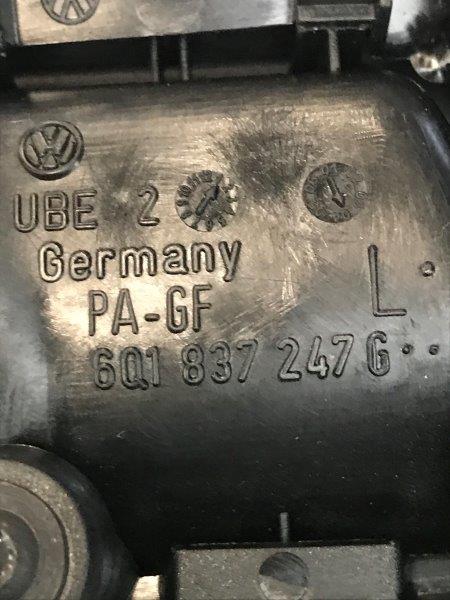 UBE 2
Germany
PA-GF
L
6Q1 837 247 G